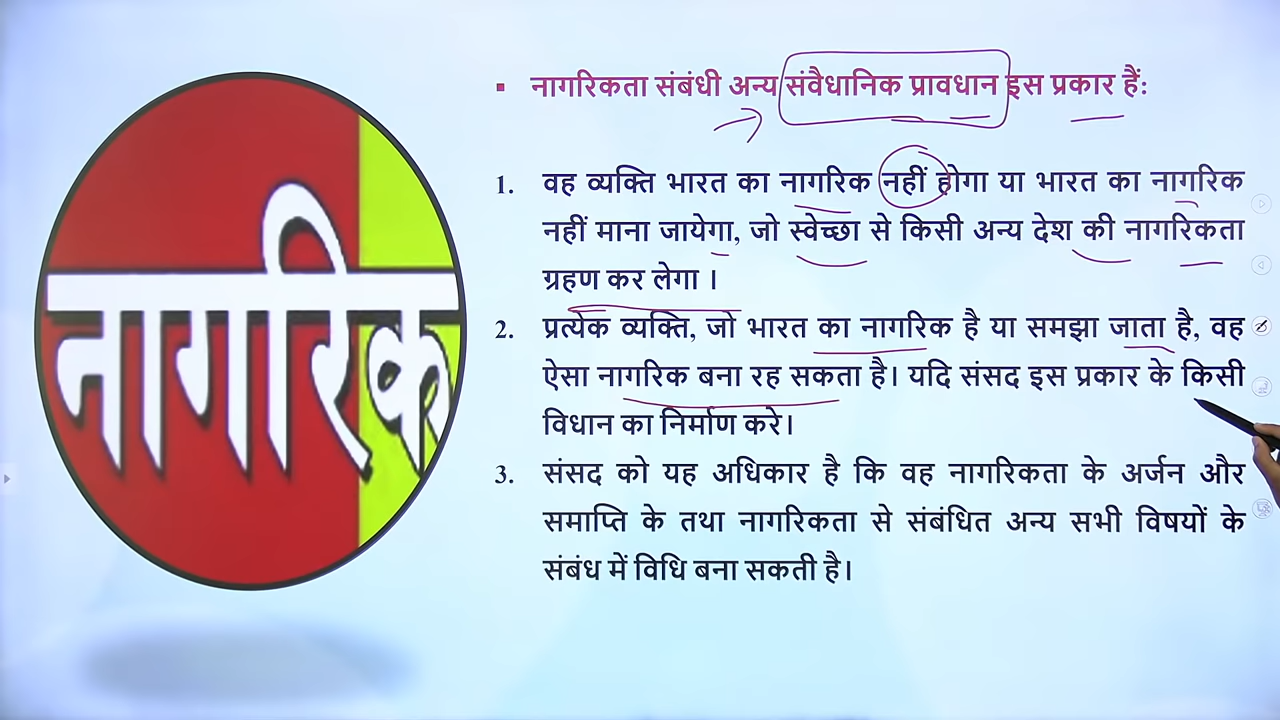 नागरिक
▪ नागरिकता संबंधी अन्य संवैधानिक प्रावधान इस प्रकार हैं:
1. वह व्यक्ति भारत का नागरिक नहीं होगा या भारत का नागरिक
नहीं माना जायेगा, जो स्वेच्छा से किसी अन्य देश की नागरिकता
ग्रहण कर लेगा ।
2. प्रत्येक व्यक्ति, जो भारत का नागरिक है या समझा जाता है, वह
ऐसा नागरिक बना रह सकता है। यदि संसद इस प्रकार के किसी
विधान का निर्माण करे।
3. संसद को यह अधिकार है कि वह नागरिकता के अर्जन और
समाप्ति के तथा नागरिकता से संबंधित अन्य सभी विषयों के
संबंध में विधि बना सकती है।